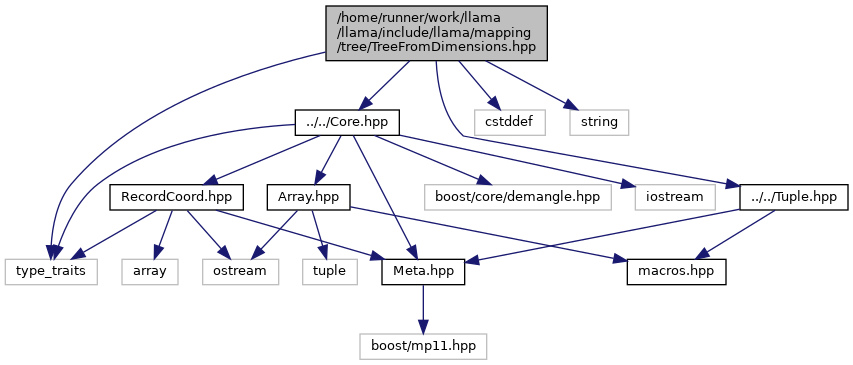 /home/runner/work/llama
/llama/include/llama/mapping
/tree/TreeFromDimensions.hpp
../../Core.hpp
cstddef
string
RecordCoord.hpp
Array.hpp
boost/core/demangle.hpp
iostream
../../Tuple.hpp
type_traits
array
ostream
tuple
Meta.hpp
macros.hpp
boost/mp11.hpp